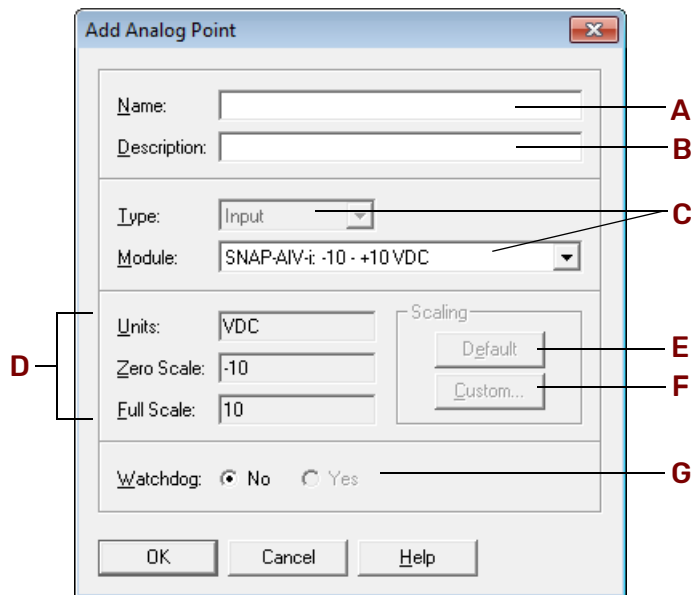 Add Analog Point
Name: A
Description: B
Type: Input C
Module: SNAP-AIV-i: -10 - +10 VDC
D
Units: VDC
Zero Scale: -10
Full Scale: 10
Scaling
Default E
Custom... F
Watchdog: No Yes G
OK Cancel Help